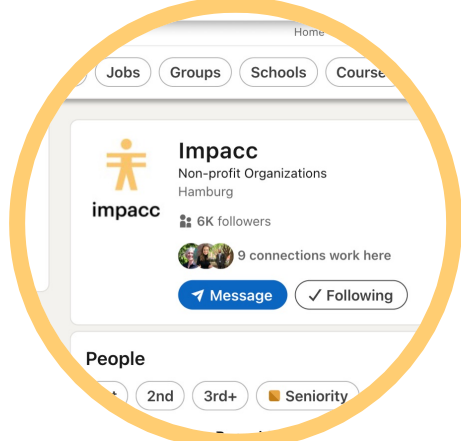 Home
Jobs Groups Schools Course
Impacc
Non-profit Organizations
Hamburg
impacc
6K followers
9 connections work here
Message ✓ Following
People
2nd 3rd+ Seniority